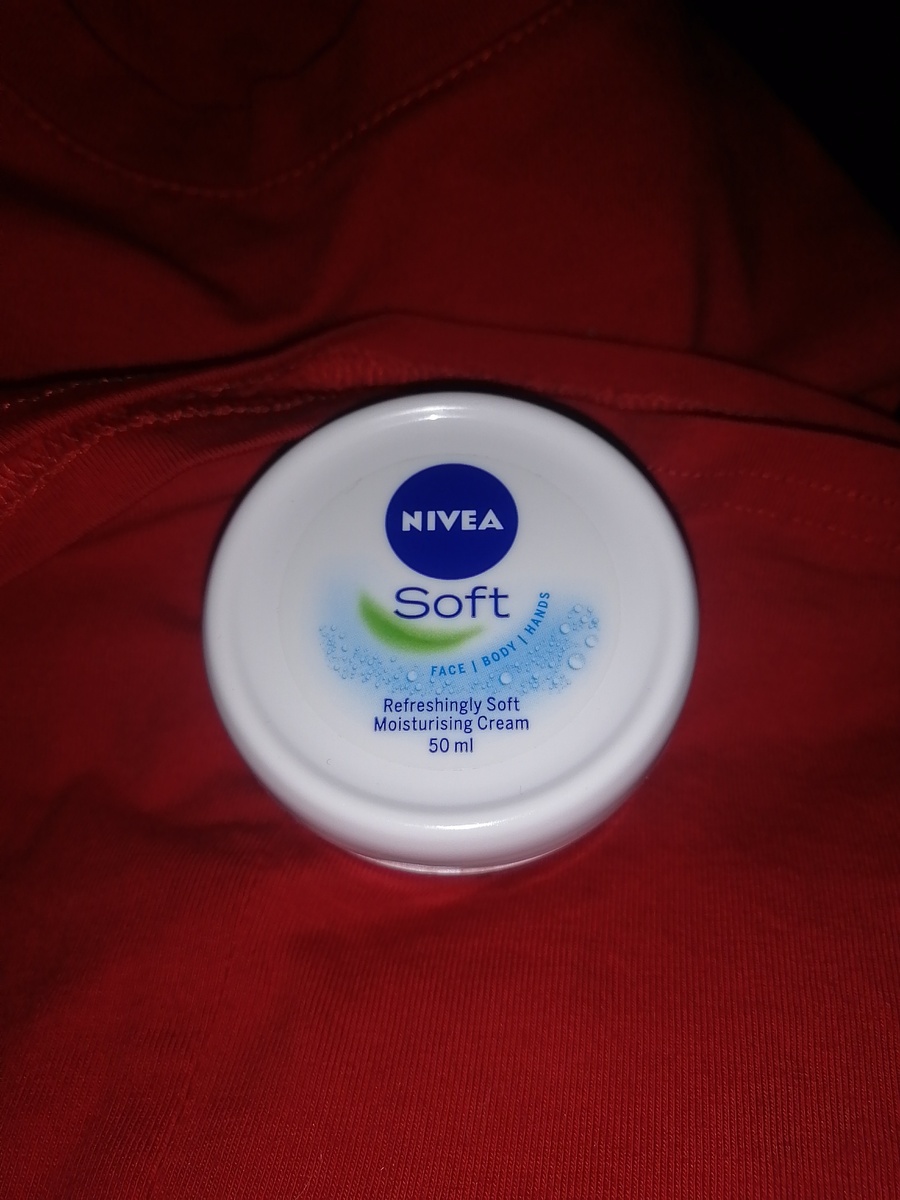 NIVEA
Soft
FACE | BODY | HANDS
Refreshingly Soft
Moisturising Cream
50 ml